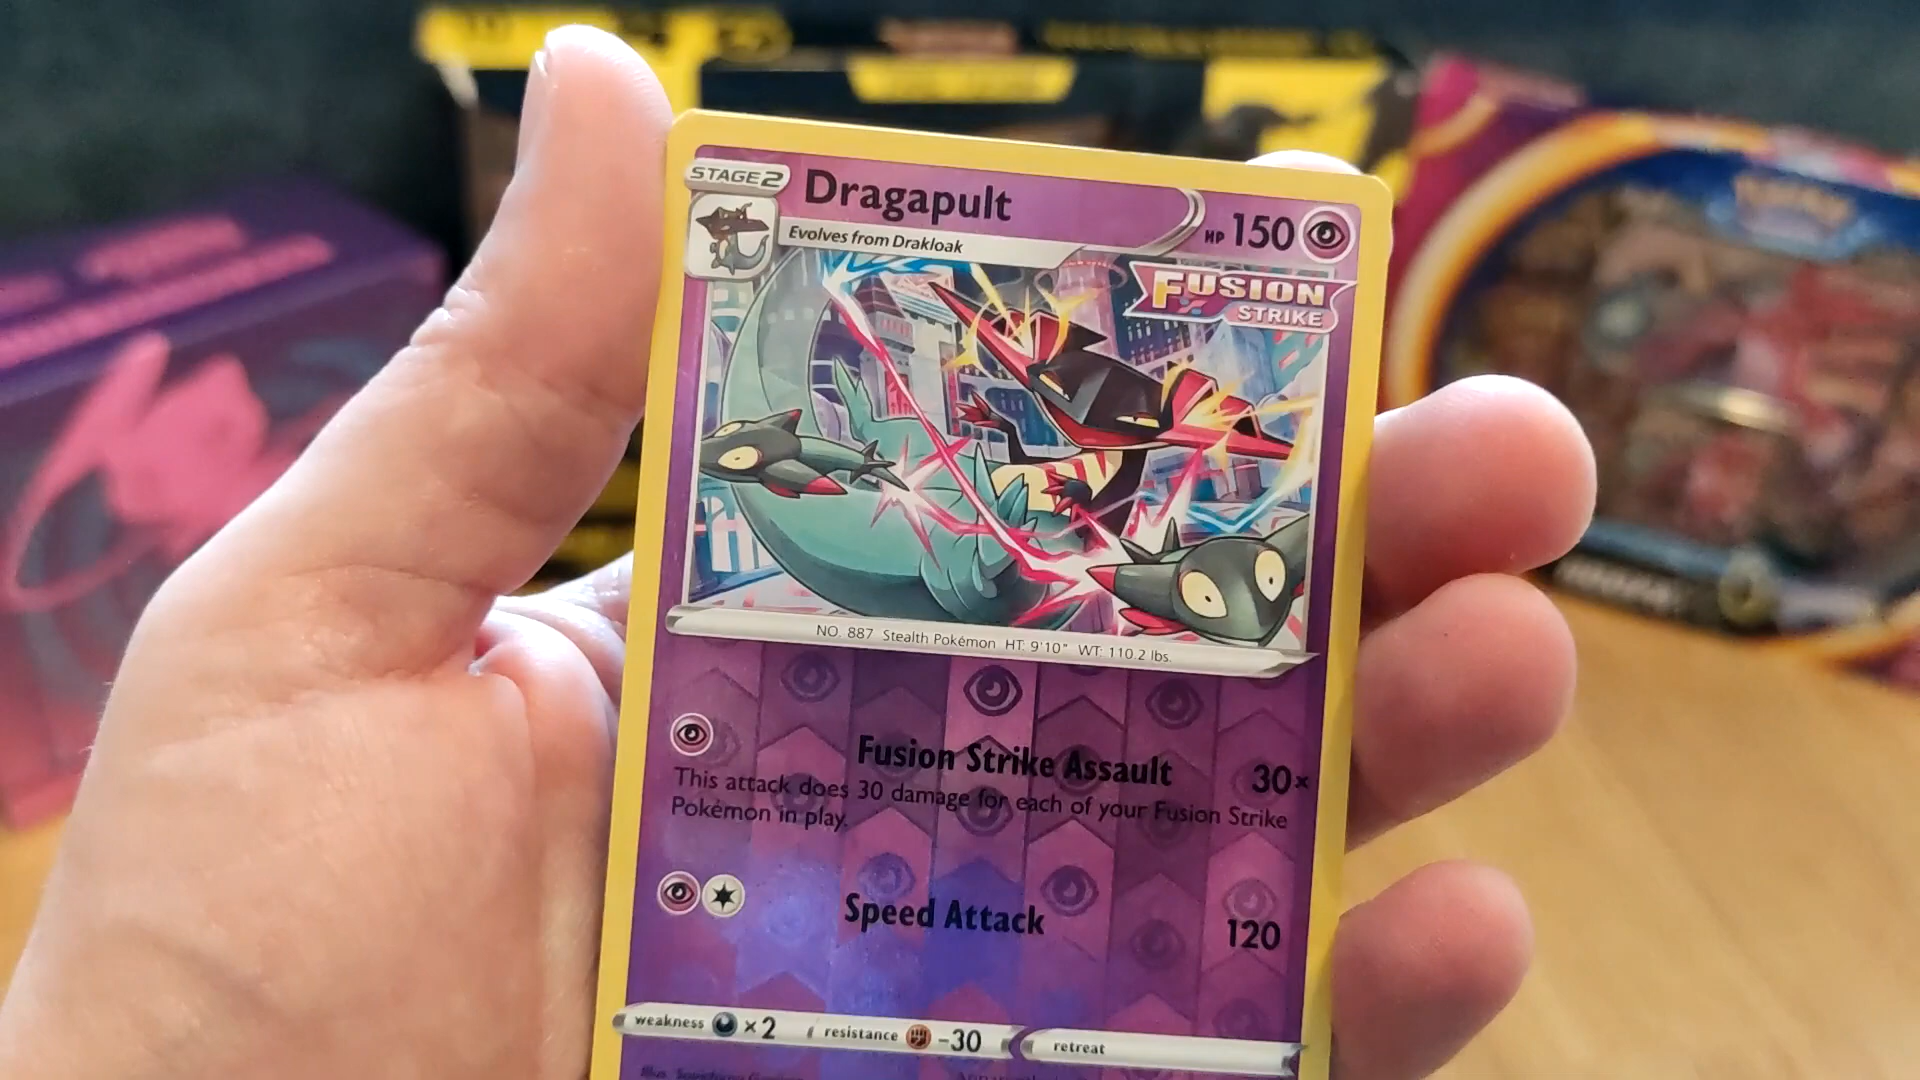 STAGE 2
Dragapult
HP 150
Evolves from Drakloak
FUSION
STRIKE
NO. 887 Stealth Pokémon HT: 9'10" WT: 110.2 lbs.
Fusion Strike Assault 30×
This attack does 30 damage for each of your Fusion Strike
Pokémon in play.
Speed Attack 120
weakness ×2 resistance -30 retreat